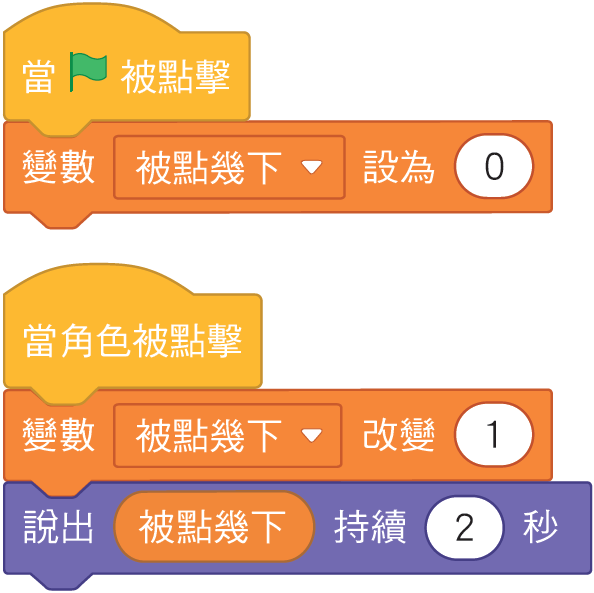 當 被點擊
變數 被點幾下 設為 0
當角色被點擊
變數 被點幾下 改變 1
說出 被點幾下 持續 2 秒